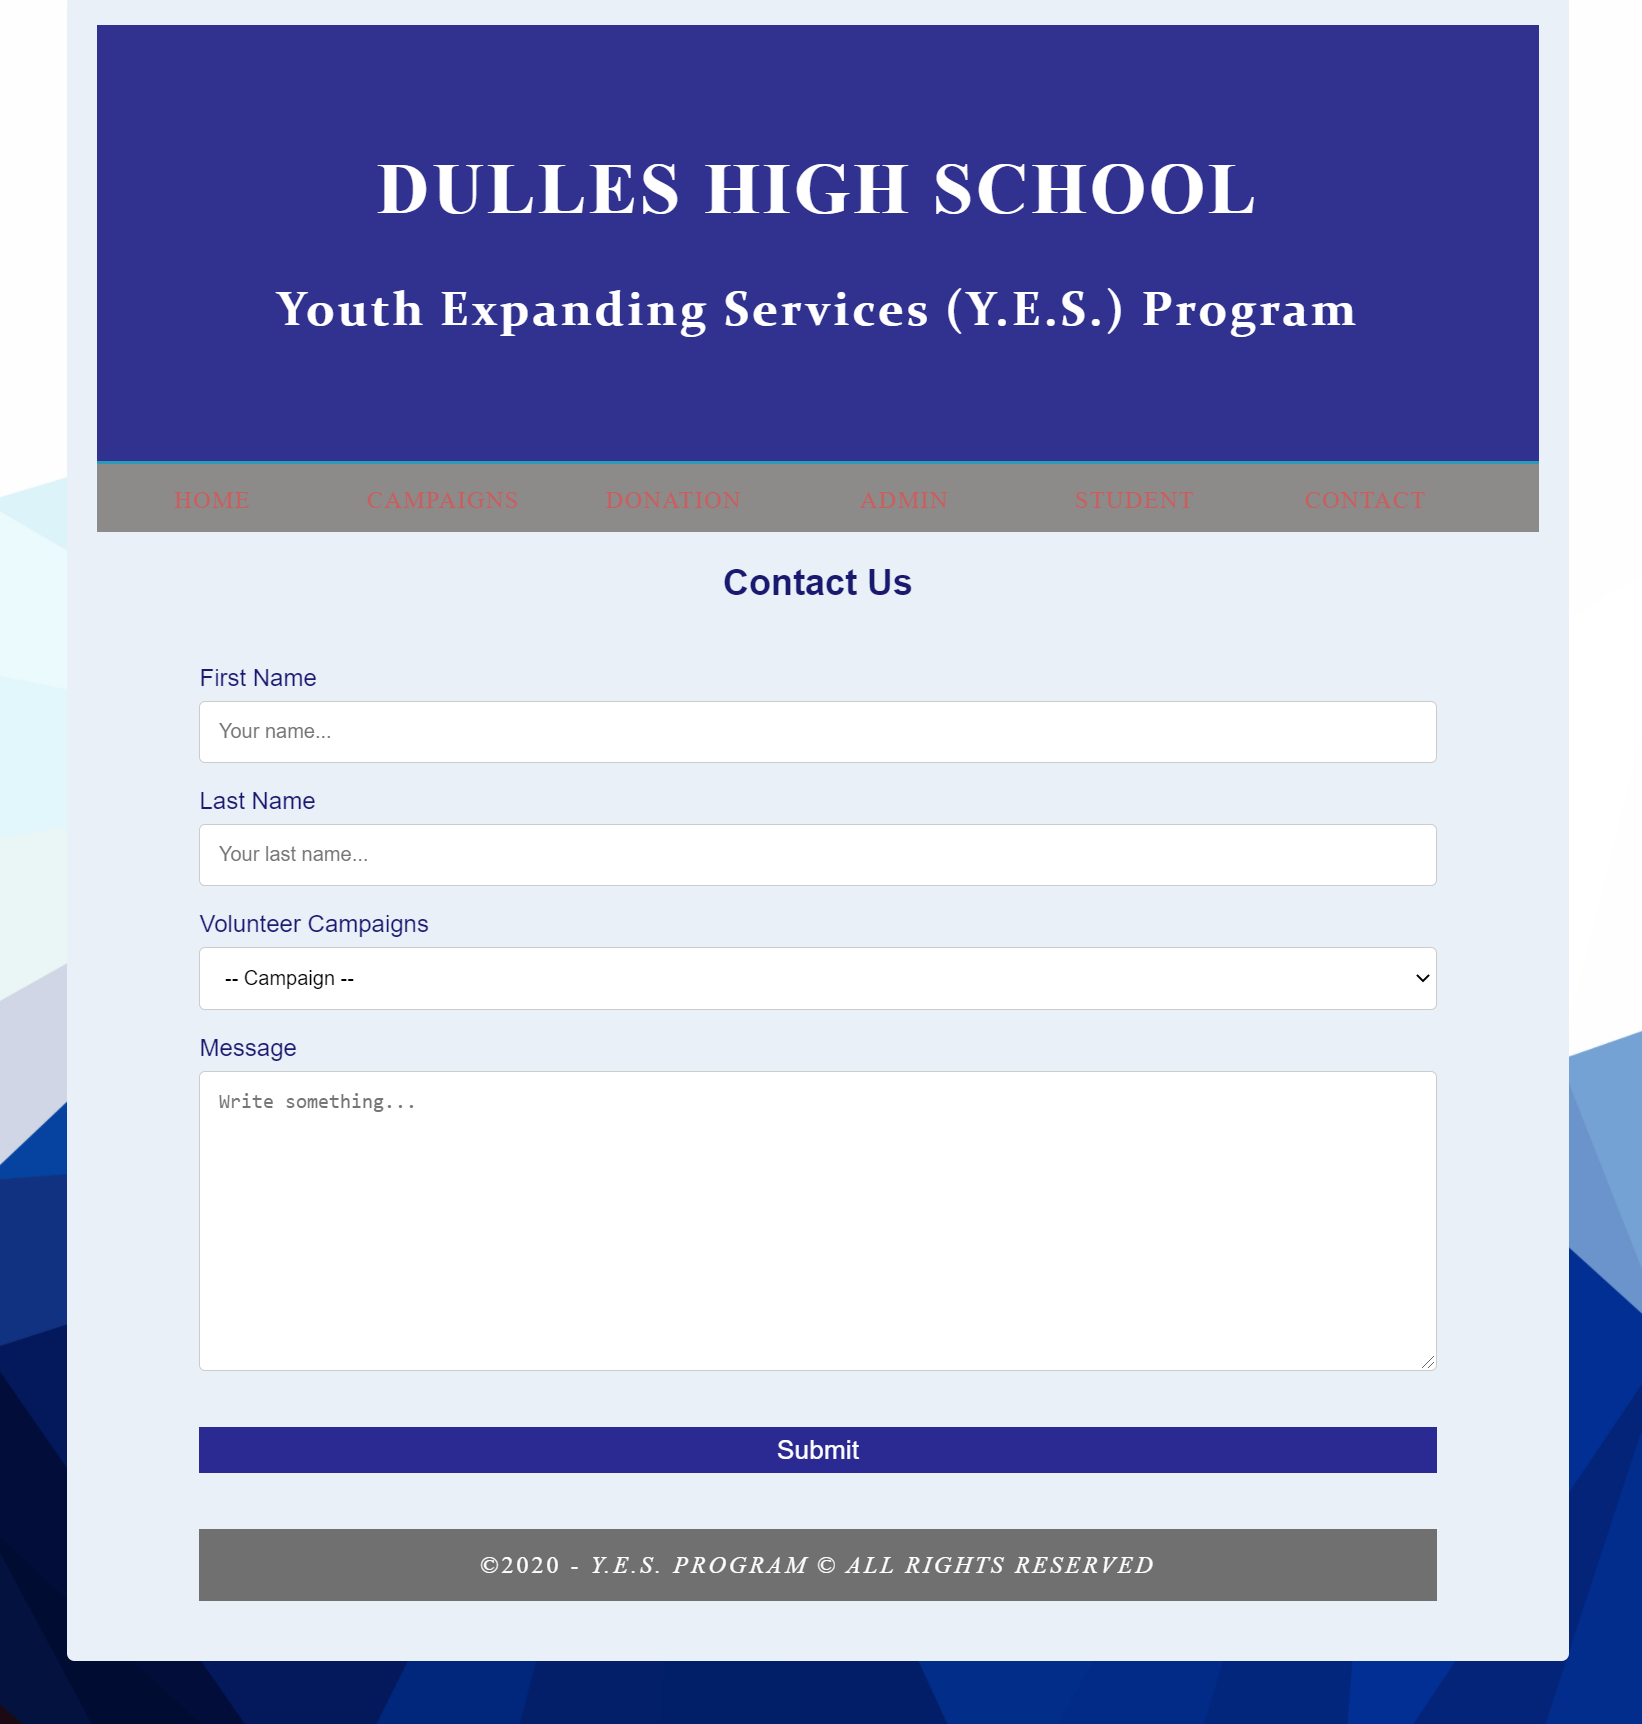 DULLES HIGH SCHOOL
Youth Expanding Services (Y.E.S.) Program
HOME CAMPAIGNS DONATION ADMIN STUDENT CONTACT
Contact Us
First Name
Your name...
Last Name
Your last name...
Volunteer Campaigns
-- Campaign --
Message
Write something...
Submit
©2020 - Y.E.S. PROGRAM © ALL RIGHTS RESERVED